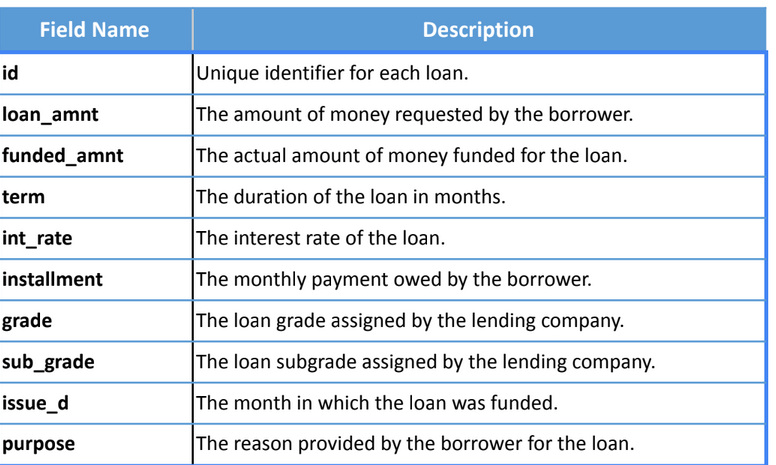 Field Name Description
id Unique identifier for each loan.
loan_amnt The amount of money requested by the borrower.
funded_amnt The actual amount of money funded for the loan.
term The duration of the loan in months.
int_rate The interest rate of the loan.
installment The monthly payment owed by the borrower.
grade The loan grade assigned by the lending company.
sub_grade The loan subgrade assigned by the lending company.
issue_d The month in which the loan was funded.
purpose The reason provided by the borrower for the loan.